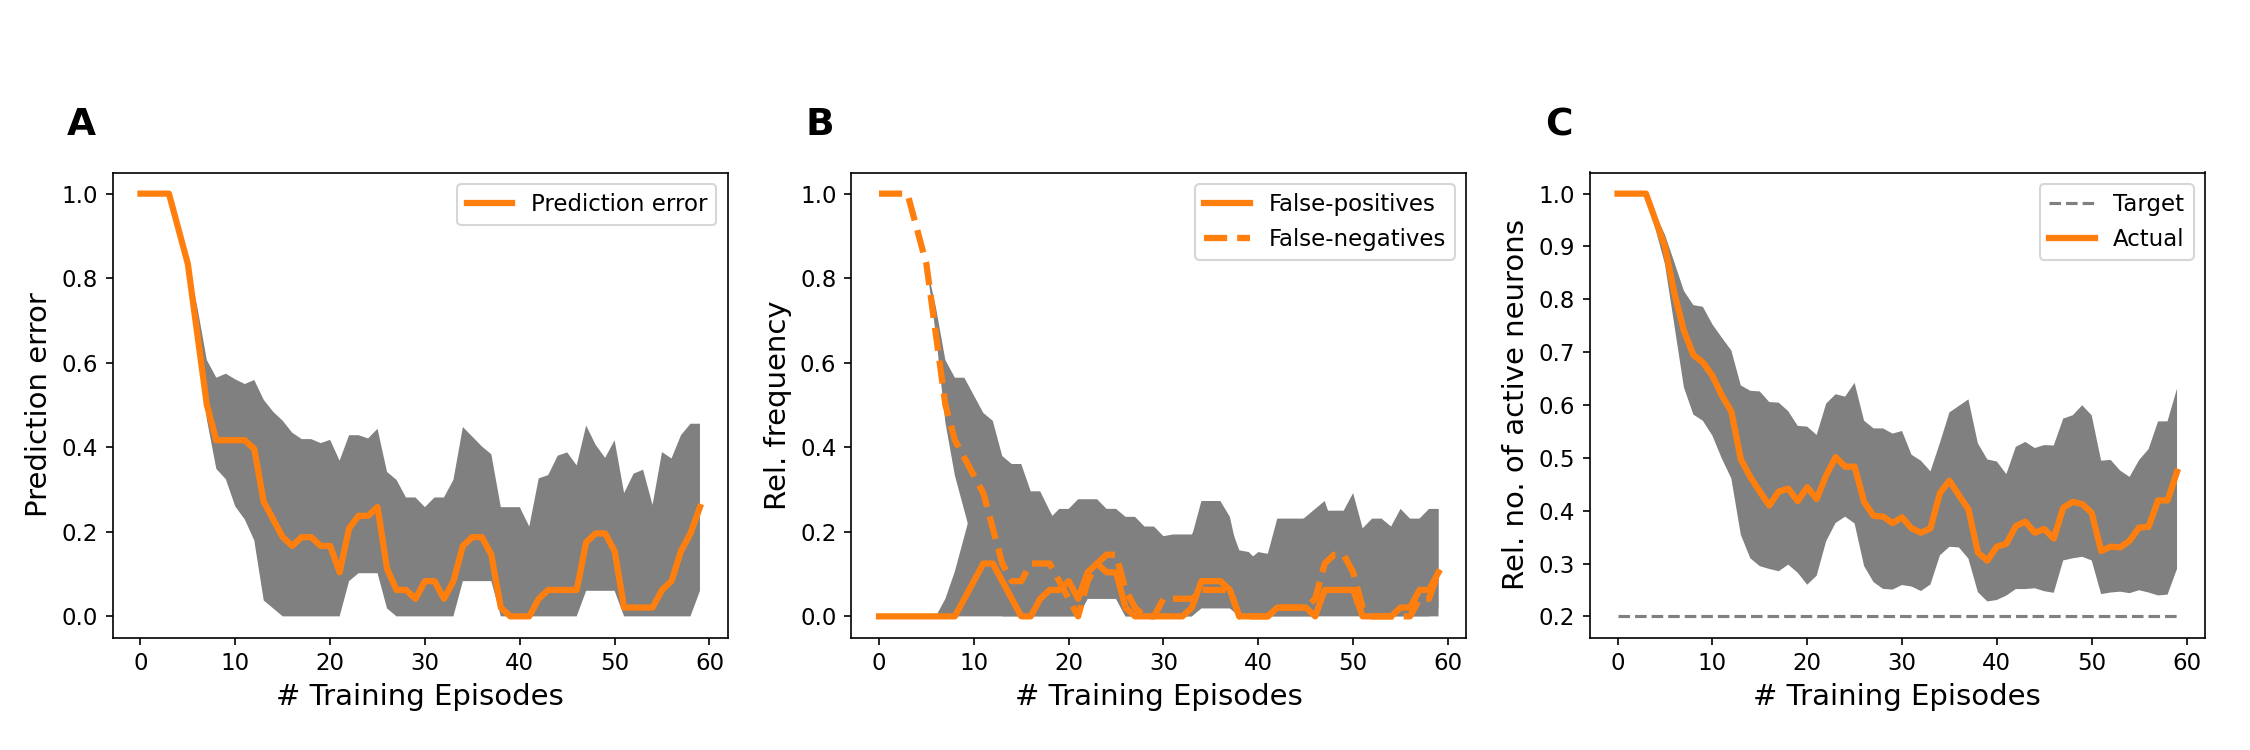 A
Prediction error
1.0
0.8
0.6
0.4
0.2
0.0
0 10 20 30 40 50 60
# Training Episodes
Prediction error
B
False-positives
False-negatives
1.0
0.8
0.6
0.4
0.2
0.0
0 10 20 30 40 50 60
# Training Episodes
Rel. frequency
C
Target
Actual
1.0
0.9
0.8
0.7
0.6
0.5
0.4
0.3
0.2
0 10 20 30 40 50 60
# Training Episodes
Rel. no. of active neurons